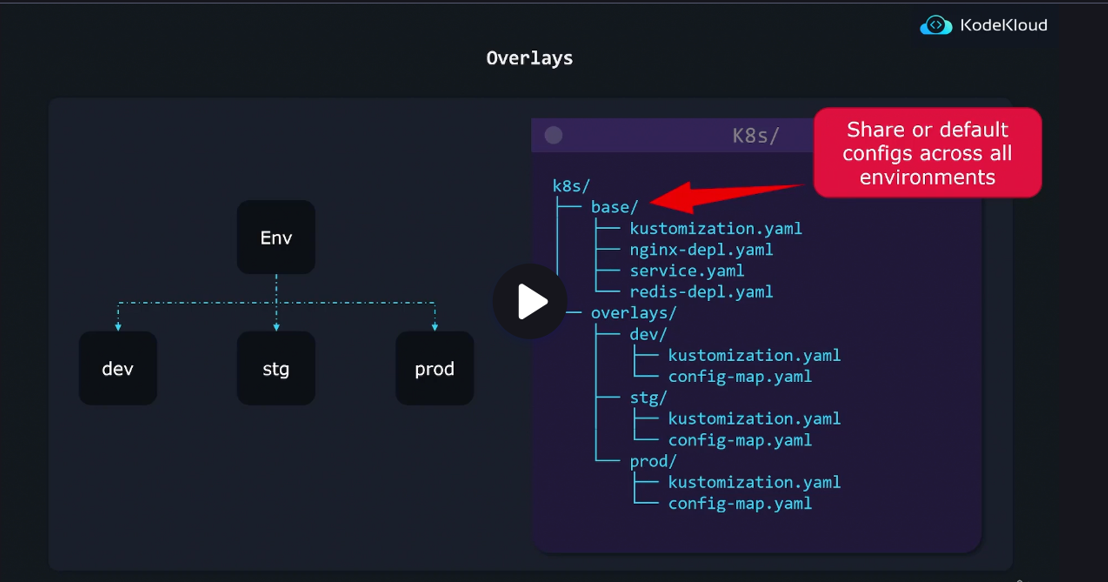 KodeKloud
Overlays
Env
dev
stg
prod
K8s/
Share or default
configs across all
environments
k8s/
base/
kustomization.yaml
nginx-depl.yaml
service.yaml
redis-depl.yaml
overlays/
dev/
kustomization.yaml
config-map.yaml
stg/
kustomization.yaml
config-map.yaml
prod/
kustomization.yaml
config-map.yaml